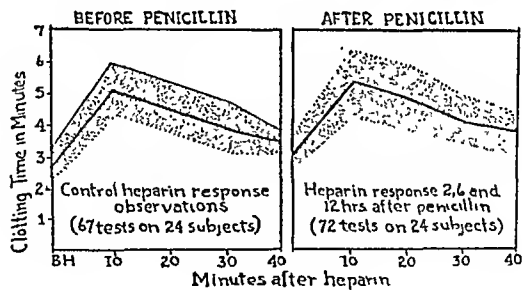 BEFORE PENICILLIN
AFTER PENICILLIN
Clotting Time in Minutes
7
6
5
4
3
2
1
Control heparin response
observations
(67 tests on 24 subjects)
Heparin response 2,6 and
12hrs. after penicillin
(72 tests on 24 subjects)
BH 10 20 30 40
10 20 30 40
Minutes after heparin